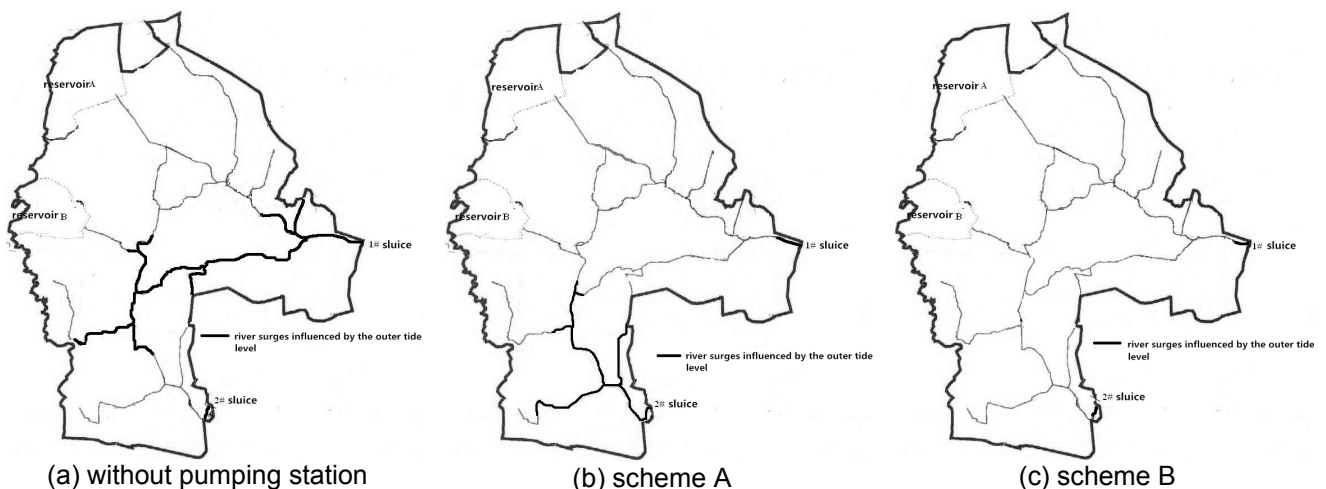 reservoirA
reservoir B
1# sluice
river surges influenced by the outer tide
level
2# sluice
(a) without pumping station
reservoirA
reservoirB
1# sluice
river surges influenced by the outer tide
level
2# sluice
(b) scheme A
reservoir A
reservoir B
1# sluice
river surges influenced by the outer tide
level
2# sluice
(c) scheme B